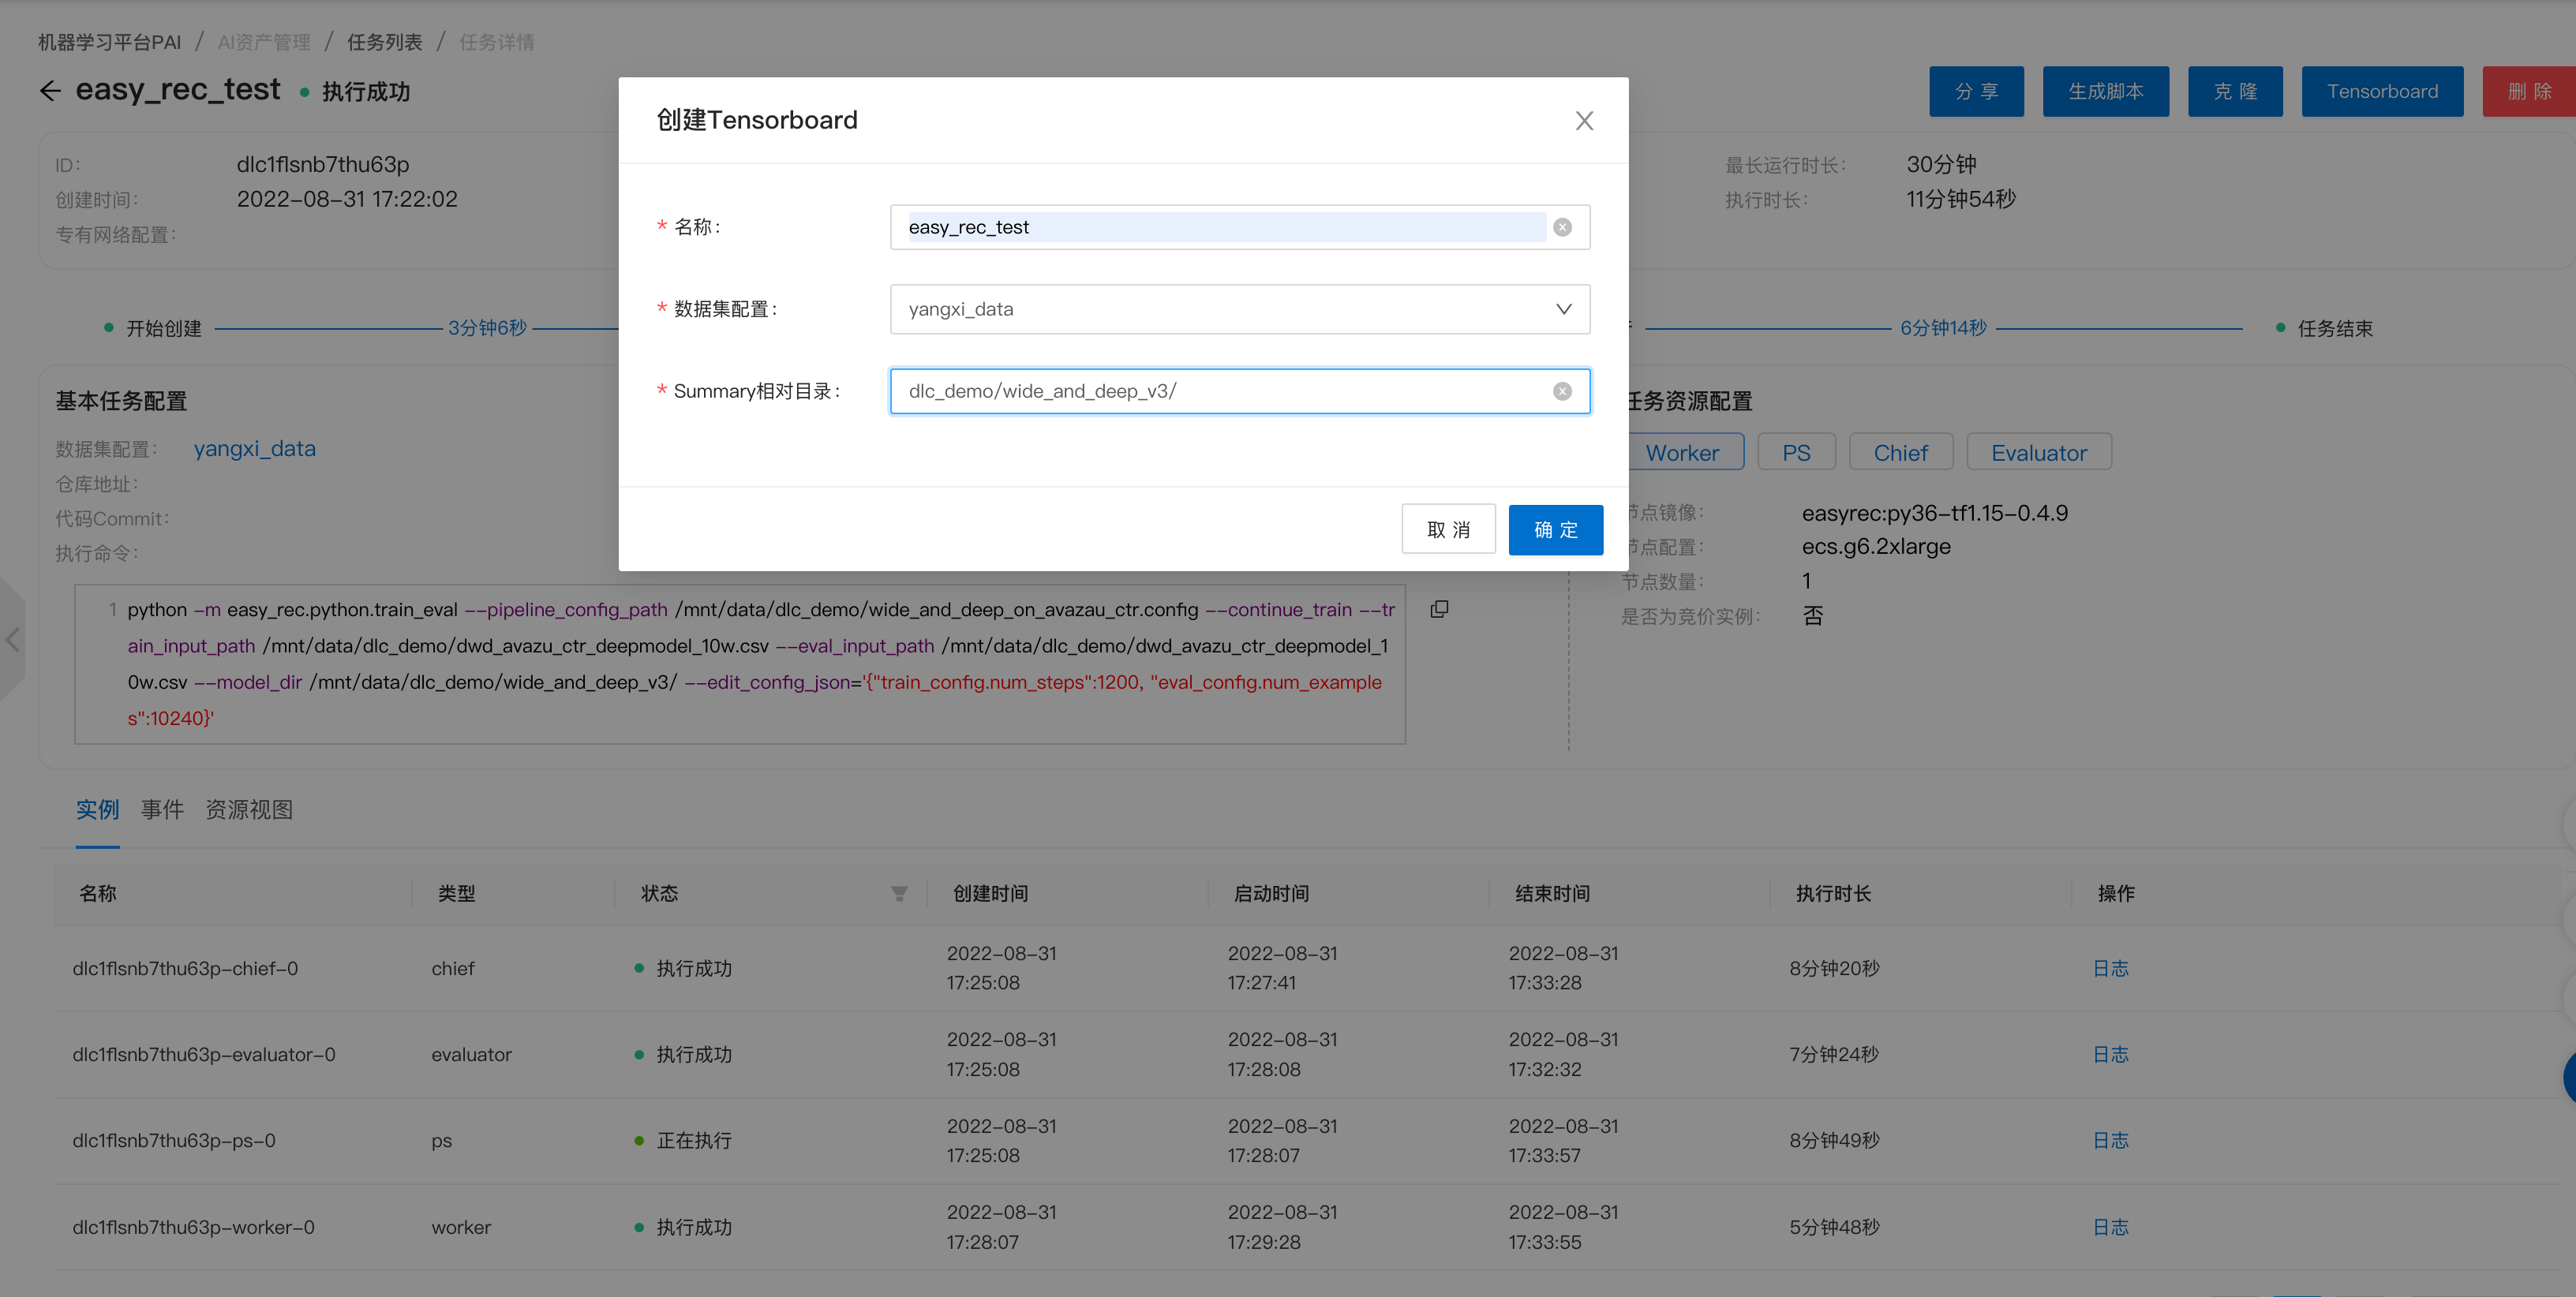 机器学习平台PAI / AI资产管理 / 任务列表 / 任务详情
easy_rec_test 执行成功
分 享 生成脚本 克 隆 Tensorboard 删 除
ID: dlc1flsnb7thu63p
创建时间: 2022-08-31 17:22:02
专有网络配置:
最长运行时长: 30分钟
执行时长: 11分钟54秒
创建Tensorboard
* 名称: easy_rec_test
* 数据集配置: yangxi_data
* Summary相对目录: dlc_demo/wide_and_deep_v3/
取 消 确 定
开始创建 3分钟6秒 6分钟14秒 任务结束
基本任务配置
数据集配置: yangxi_data
仓库地址:
代码Commit:
执行命令:
1 python -m easy_rec.python.train_eval --pipeline_config_path /mnt/data/dlc_demo/wide_and_deep_on_avazau_ctr.config --continue_train --tr
ain_input_path /mnt/data/dlc_demo/dwd_avazu_ctr_deepmodel_10w.csv --eval_input_path /mnt/data/dlc_demo/dwd_avazu_ctr_deepmodel_1
0w.csv --model_dir /mnt/data/dlc_demo/wide_and_deep_v3/ --edit_config_json='{"train_config.num_steps":1200, "eval_config.num_example
s":10240}'
任务资源配置
Worker PS Chief Evaluator
节点镜像: easyrec:py36-tf1.15-0.4.9
节点配置: ecs.g6.2xlarge
节点数量: 1
是否为竞价实例: 否
实例 事件 资源视图
名称 类型 状态 创建时间 启动时间 结束时间 执行时长 操作
dlc1flsnb7thu63p-chief-0 chief 执行成功 2022-08-31 17:25:08 2022-08-31 17:27:41 2022-08-31 17:33:28 8分钟20秒 日志
dlc1flsnb7thu63p-evaluator-0 evaluator 执行成功 2022-08-31 17:25:08 2022-08-31 17:28:08 2022-08-31 17:32:32 7分钟24秒 日志
dlc1flsnb7thu63p-ps-0 ps 正在执行 2022-08-31 17:25:08 2022-08-31 17:28:07 2022-08-31 17:33:57 8分钟49秒 日志
dlc1flsnb7thu63p-worker-0 worker 执行成功 2022-08-31 17:28:07 2022-08-31 17:29:28 2022-08-31 17:33:55 5分钟48秒 日志